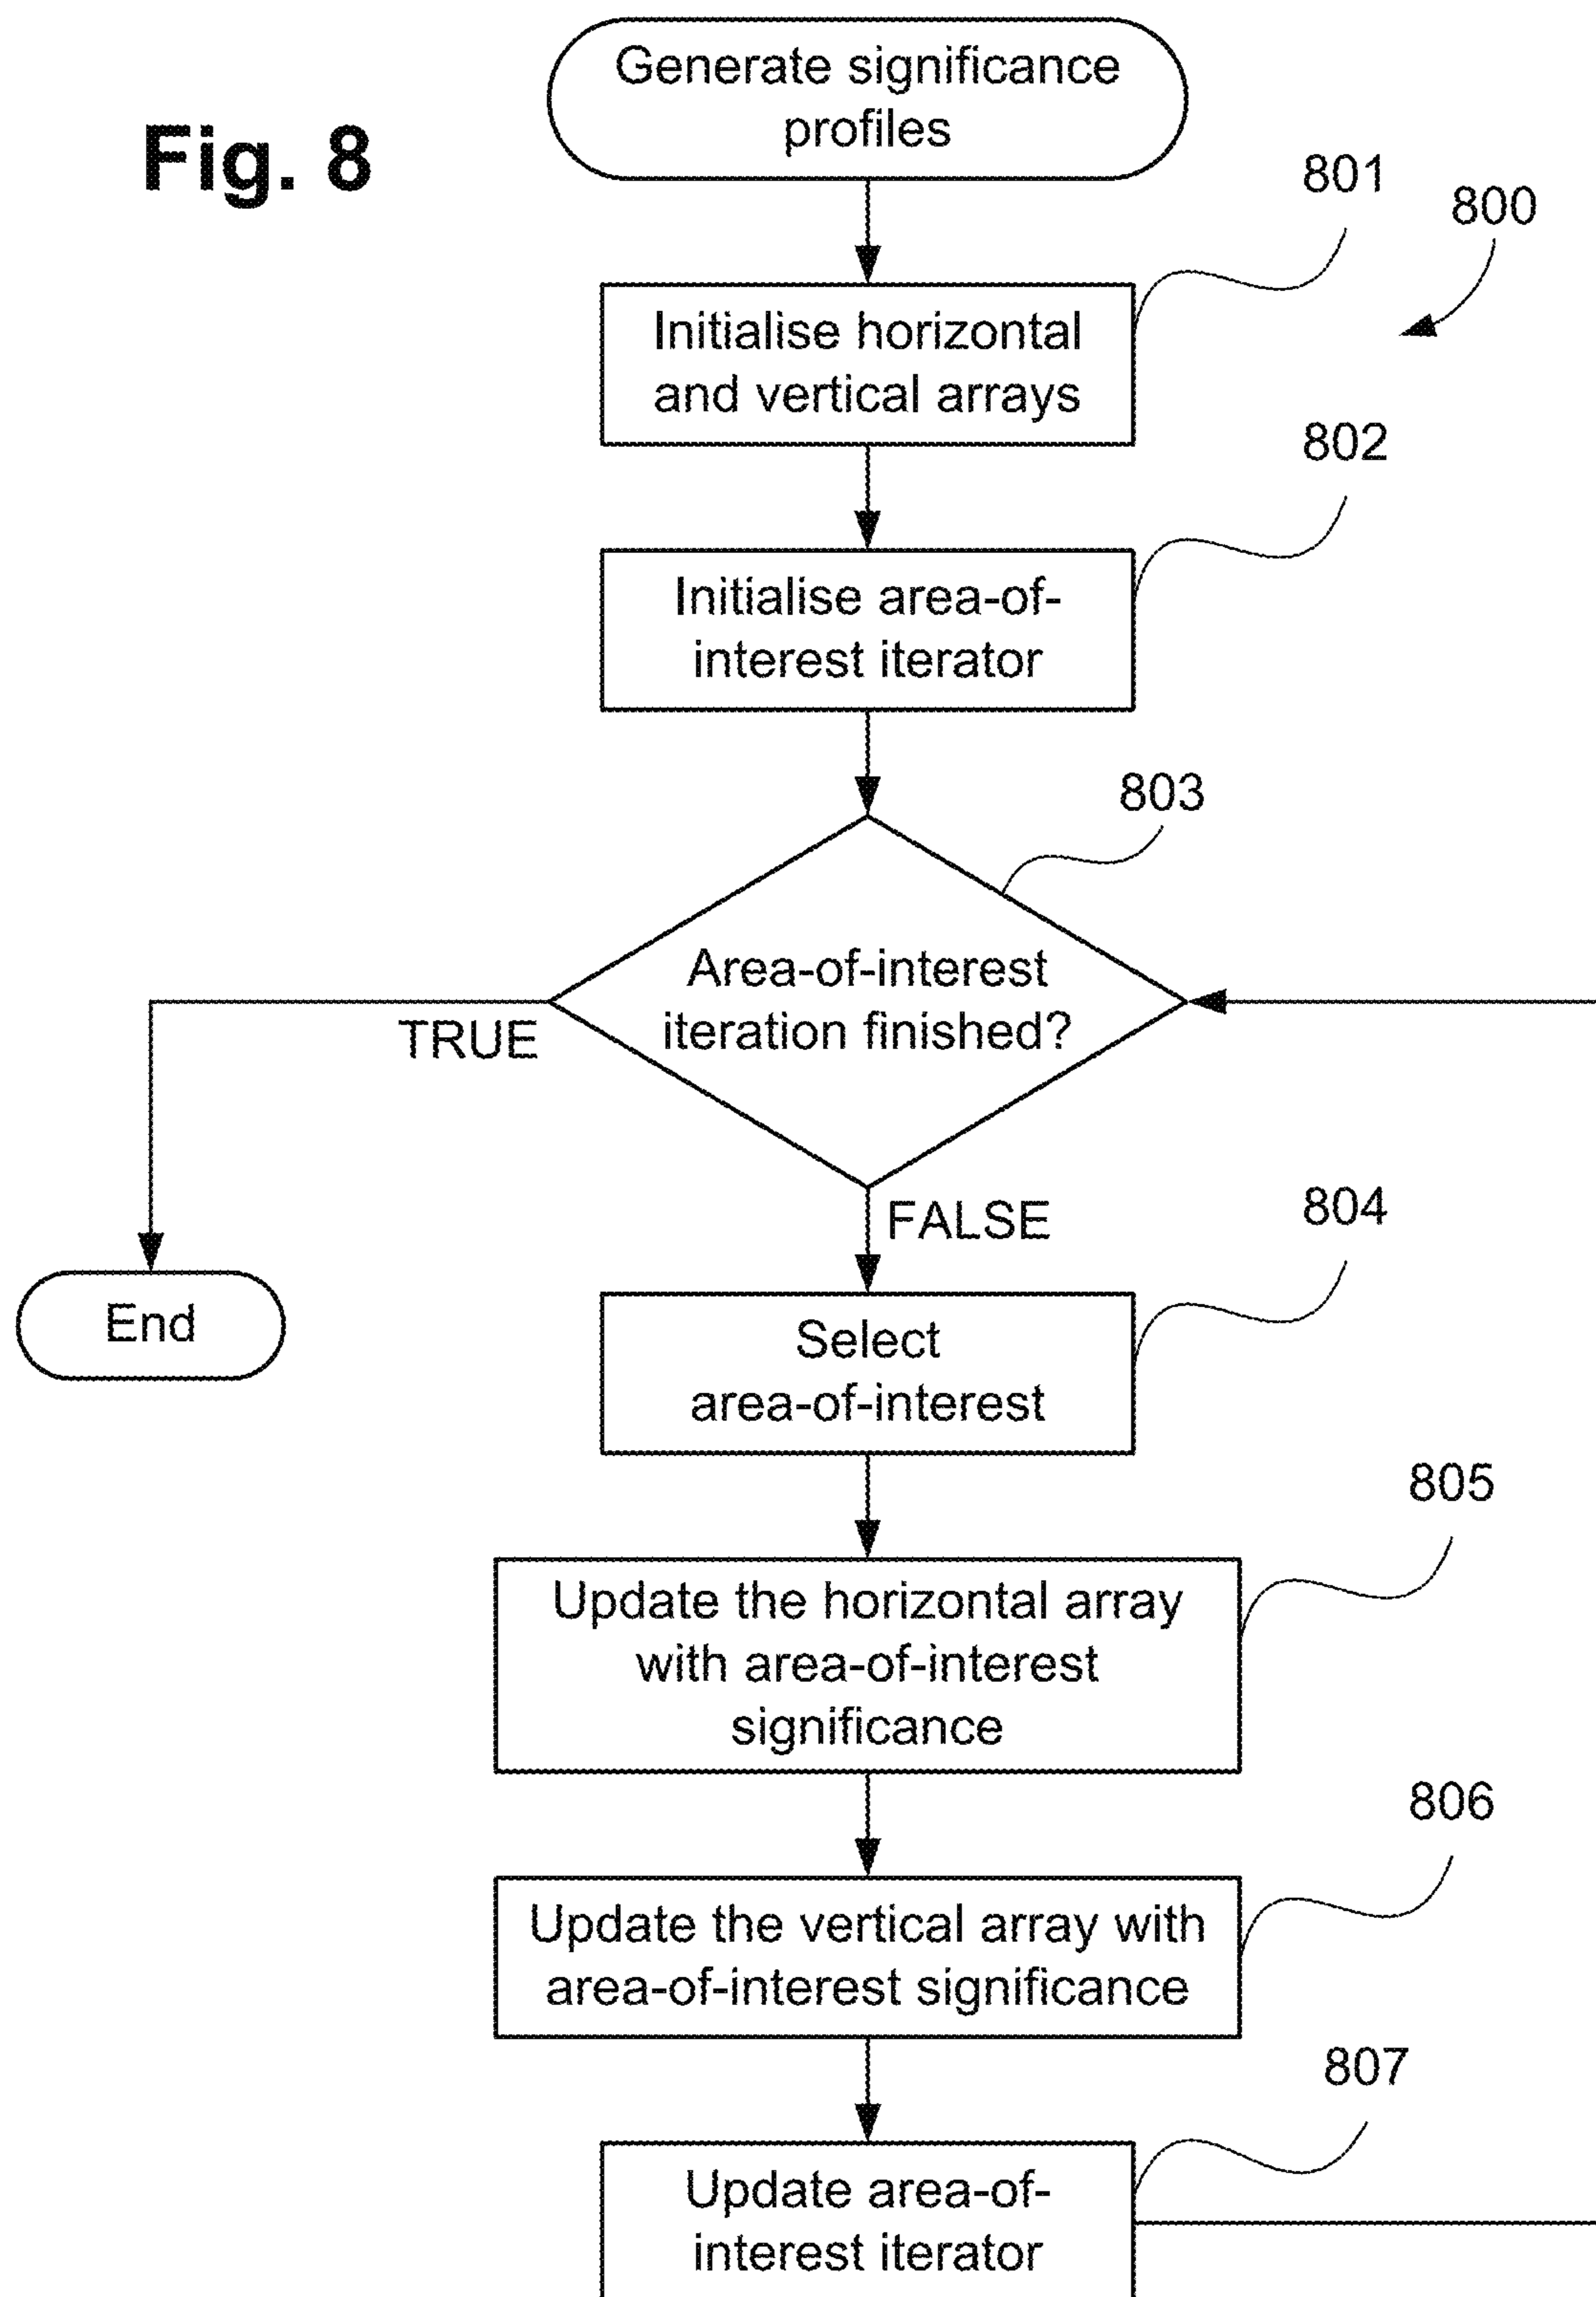 Generate significance
profiles
Fig. 8
801
800
Initialise horizontal
and vertical arrays
802
Initialise area-of-
interest iterator
803
Area-of-interest
iteration finished?
TRUE
FALSE
804
End
Select
area-of-interest
805
Update the horizontal array
with area-of-interest
significance
806
Update the vertical array with
area-of-interest significance
807
Update area-of-
interest iterator